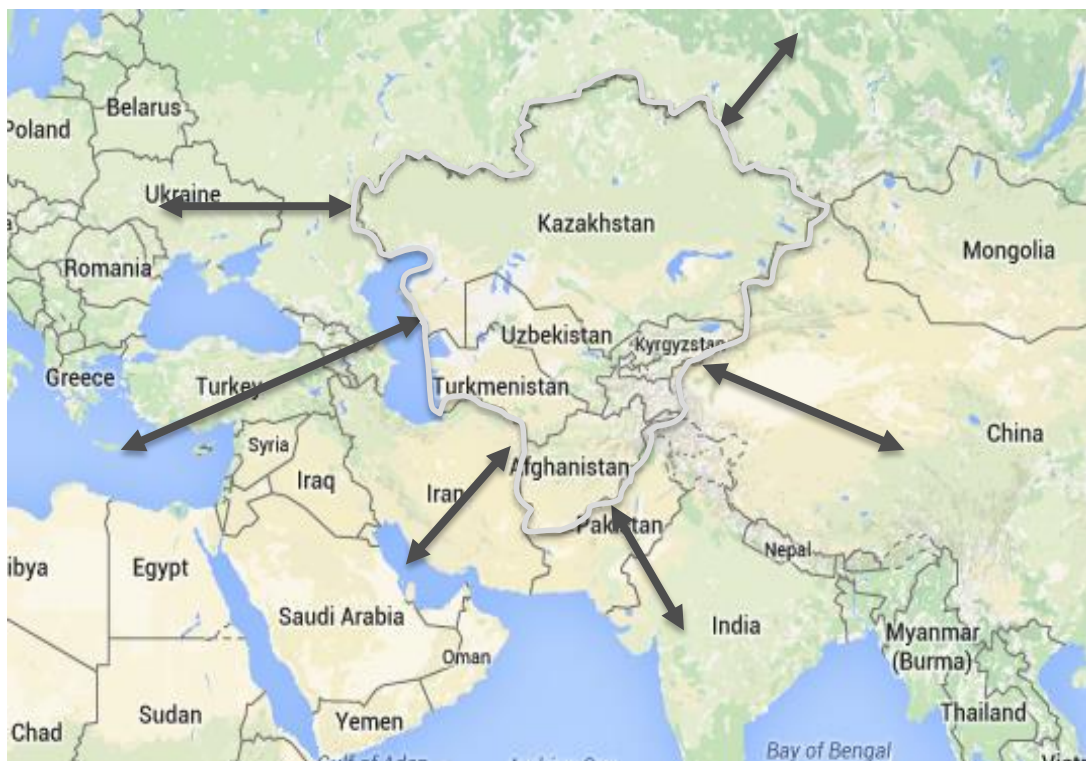 Belarus
Poland
Ukraine
Kazakhstan
Mongolia
Romania
Uzbekistan
Kyrgyzstan
Greece
Turkey
Turkmenistan
China
Syria
Afghanistan
Iraq
Iran
Pakistan
Nepal
ibya
Egypt
Saudi Arabia
India
Myanmar
(Burma)
Oman
Sudan
Yemen
Thailand
Chad
Bay of Bengal